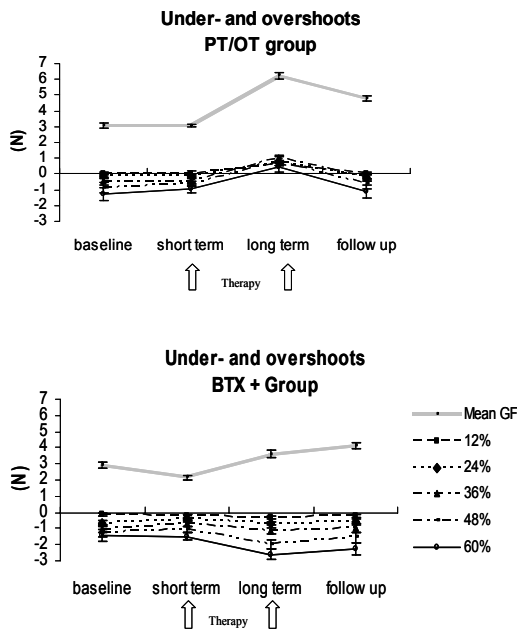 Under- and overshoots
PT/OT group
7
6
5
4
3
2
1
0
-1
-2
-3
(N)
baseline short term long term follow up
Therapy
Under- and overshoots
BTX + Group
7
6
5
4
3
2
1
0
-1
-2
-3
(N)
baseline short term long term follow up
Therapy
Mean GF
12%
24%
36%
48%
60%